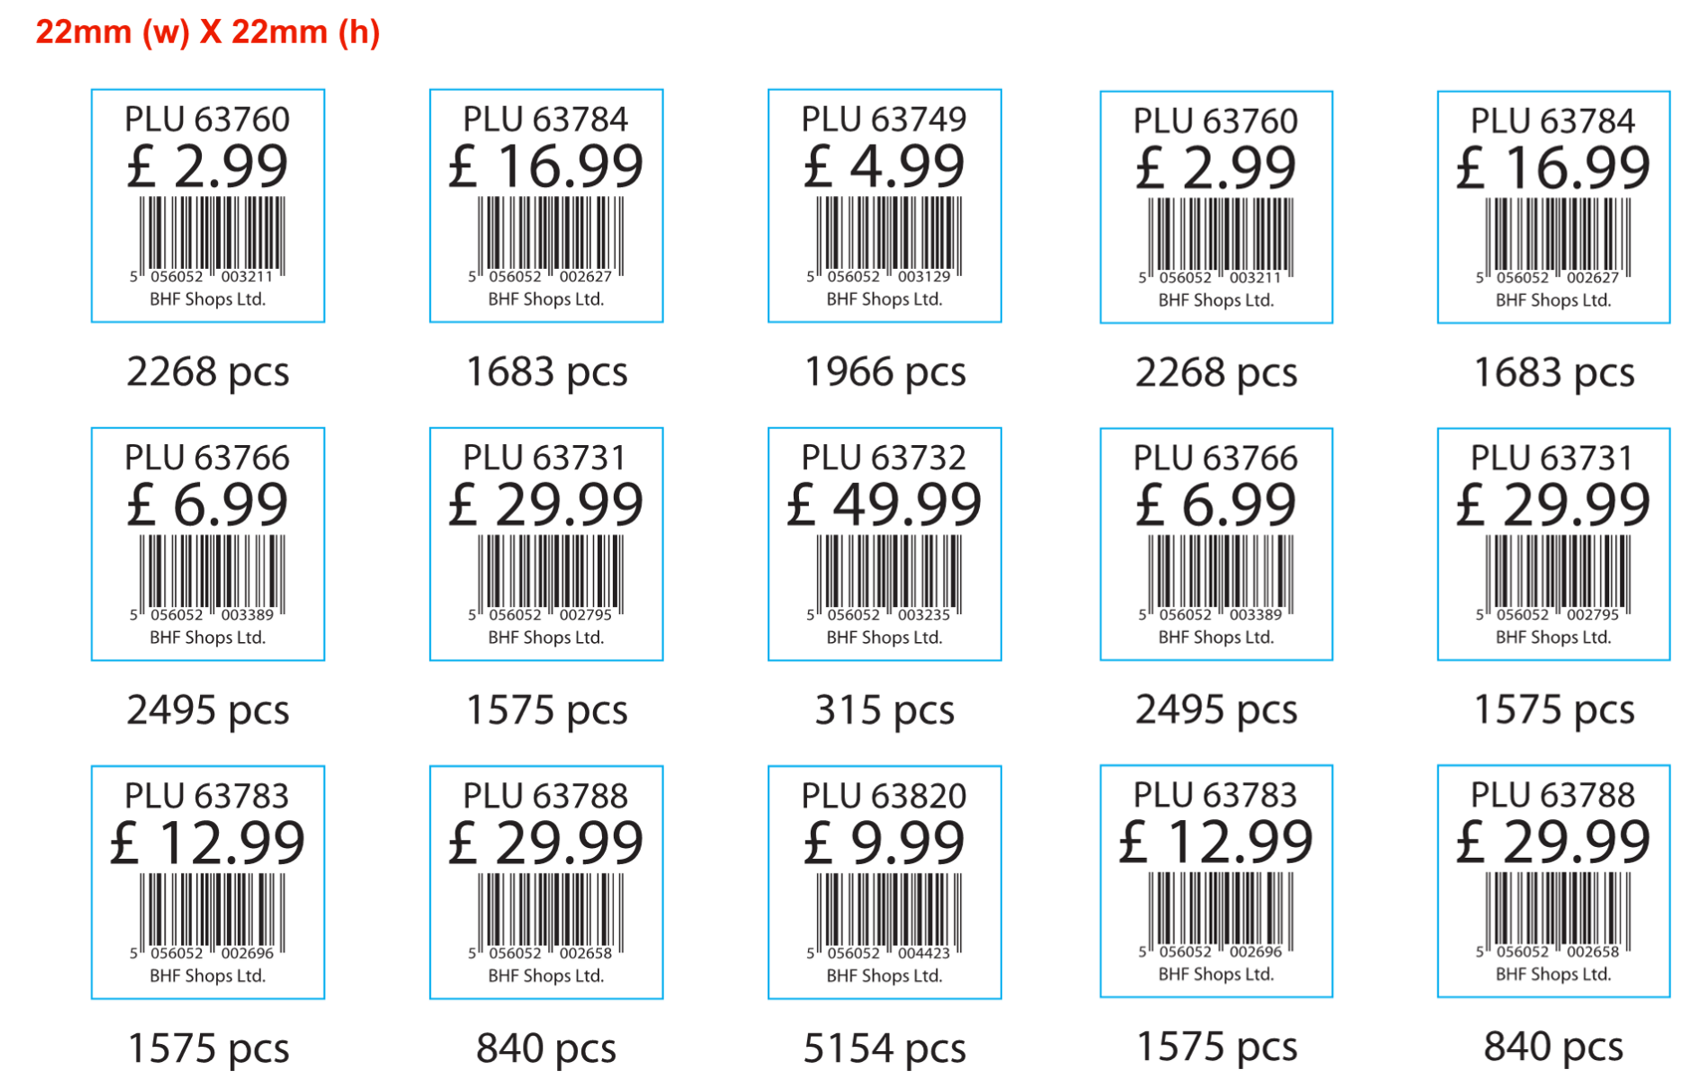 22mm (w) X 22mm (h)
PLU 63760
£ 2.99
5 056052 003211
BHF Shops Ltd.
2268 pcs
PLU 63784
£ 16.99
5 056052 002627
BHF Shops Ltd.
1683 pcs
PLU 63749
£ 4.99
5 056052 003129
BHF Shops Ltd.
1966 pcs
PLU 63760
£ 2.99
5 056052 003211
BHF Shops Ltd.
2268 pcs
PLU 63784
£ 16.99
5 056052 002627
BHF Shops Ltd.
1683 pcs
PLU 63766
£ 6.99
5 056052 003389
BHF Shops Ltd.
2495 pcs
PLU 63731
£ 29.99
5 056052 002795
BHF Shops Ltd.
1575 pcs
PLU 63732
£ 49.99
5 056052 003235
BHF Shops Ltd.
315 pcs
PLU 63766
£ 6.99
5 056052 003389
BHF Shops Ltd.
2495 pcs
PLU 63731
£ 29.99
5 056052 002795
BHF Shops Ltd.
1575 pcs
PLU 63783
£ 12.99
5 056052 002696
BHF Shops Ltd.
1575 pcs
PLU 63788
£ 29.99
5 056052 002658
BHF Shops Ltd.
840 pcs
PLU 63820
£ 9.99
5 056052 004423
BHF Shops Ltd.
5154 pcs
PLU 63783
£ 12.99
5 056052 002696
BHF Shops Ltd.
1575 pcs
PLU 63788
£ 29.99
5 056052 002658
BHF Shops Ltd.
840 pcs